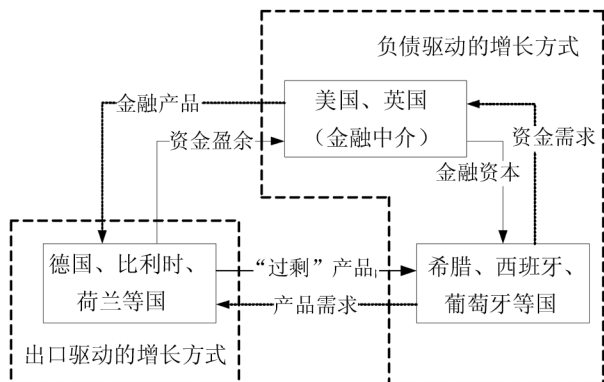 负债驱动的增长方式
金融产品
美国、英国
（金融中介）
资金盈余
资金需求
金融资本
德国、比利时、
荷兰等国
“过剩”产品
产品需求
希腊、西班牙、
葡萄牙等国
出口驱动的增长方式